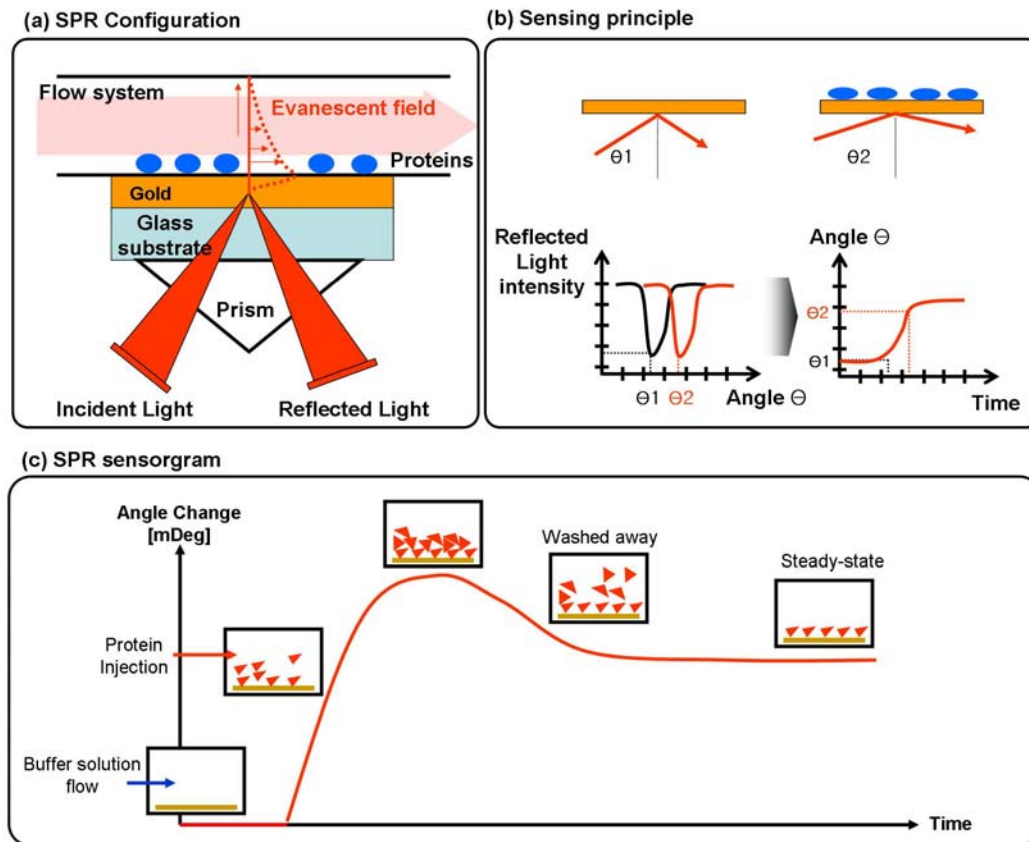 (a) SPR Configuration
Flow system
Evanescent field
Proteins
Gold
Glass
substrate
Prism
Incident Light
Reflected Light
(b) Sensing principle
Θ1
Θ2
Reflected
Light
intensity
Θ1
Θ2
Angle Θ
Angle Θ
Θ2
Θ1
Time
(c) SPR sensorgram
Angle Change
[mDeg]
Protein
Injection
Buffer solution
flow
Washed away
Steady-state
Time